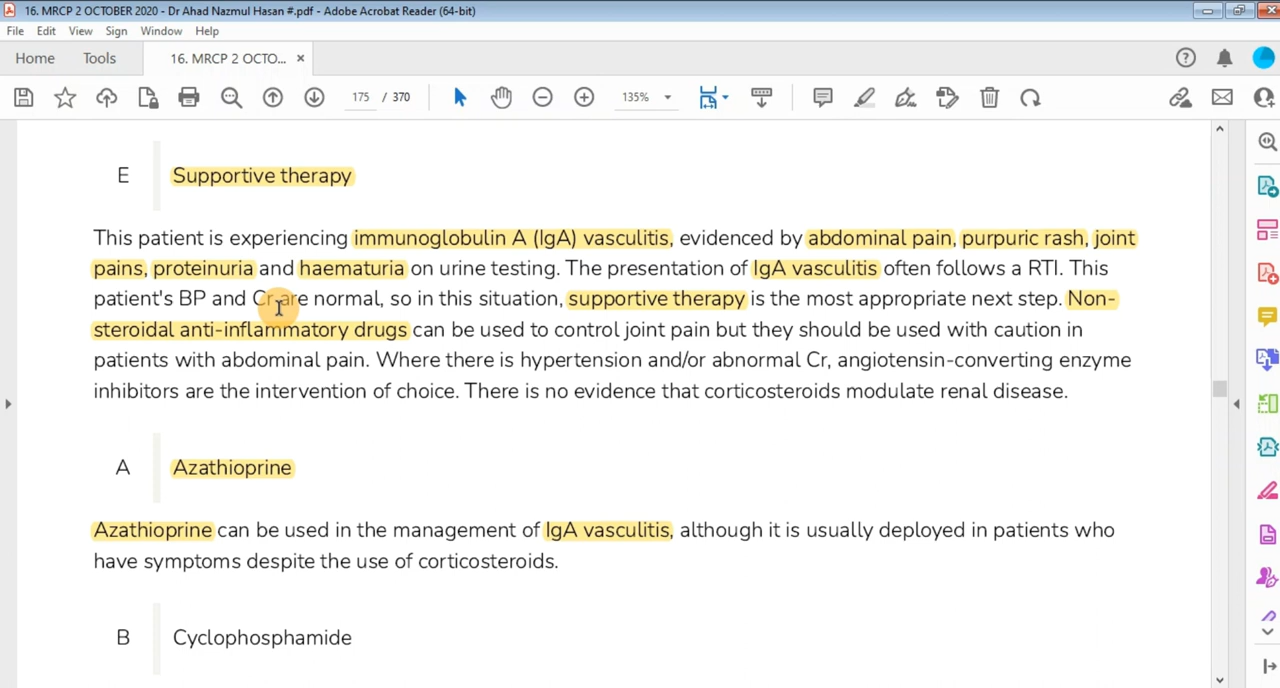 16. MRCP 2 OCTOBER 2020 - Dr Ahad Nazmul Hasan #.pdf - Adobe Acrobat Reader (64-bit)
File Edit View Sign Window Help
Home Tools 16. MRCP 2 OCTO... ×
175 / 370 135%
E Supportive therapy
This patient is experiencing immunoglobulin A (IgA) vasculitis, evidenced by abdominal pain, purpuric rash, joint
pains, proteinuria and haematuria on urine testing. The presentation of IgA vasculitis often follows a RTI. This
patient's BP and Cr are normal, so in this situation, supportive therapy is the most appropriate next step. Non-
steroidal anti-inflammatory drugs can be used to control joint pain but they should be used with caution in
patients with abdominal pain. Where there is hypertension and/or abnormal Cr, angiotensin-converting enzyme
inhibitors are the intervention of choice. There is no evidence that corticosteroids modulate renal disease.
A Azathioprine
Azathioprine can be used in the management of IgA vasculitis, although it is usually deployed in patients who
have symptoms despite the use of corticosteroids.
B Cyclophosphamide